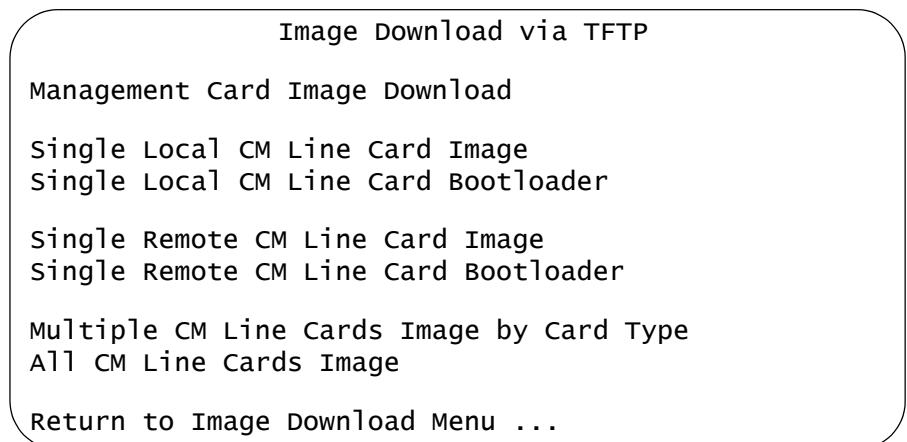 Image Download via TFTP
Management Card Image Download
Single Local CM Line Card Image
Single Local CM Line Card Bootloader
Single Remote CM Line Card Image
Single Remote CM Line Card Bootloader
Multiple CM Line Cards Image by Card Type
All CM Line Cards Image
Return to Image Download Menu ...